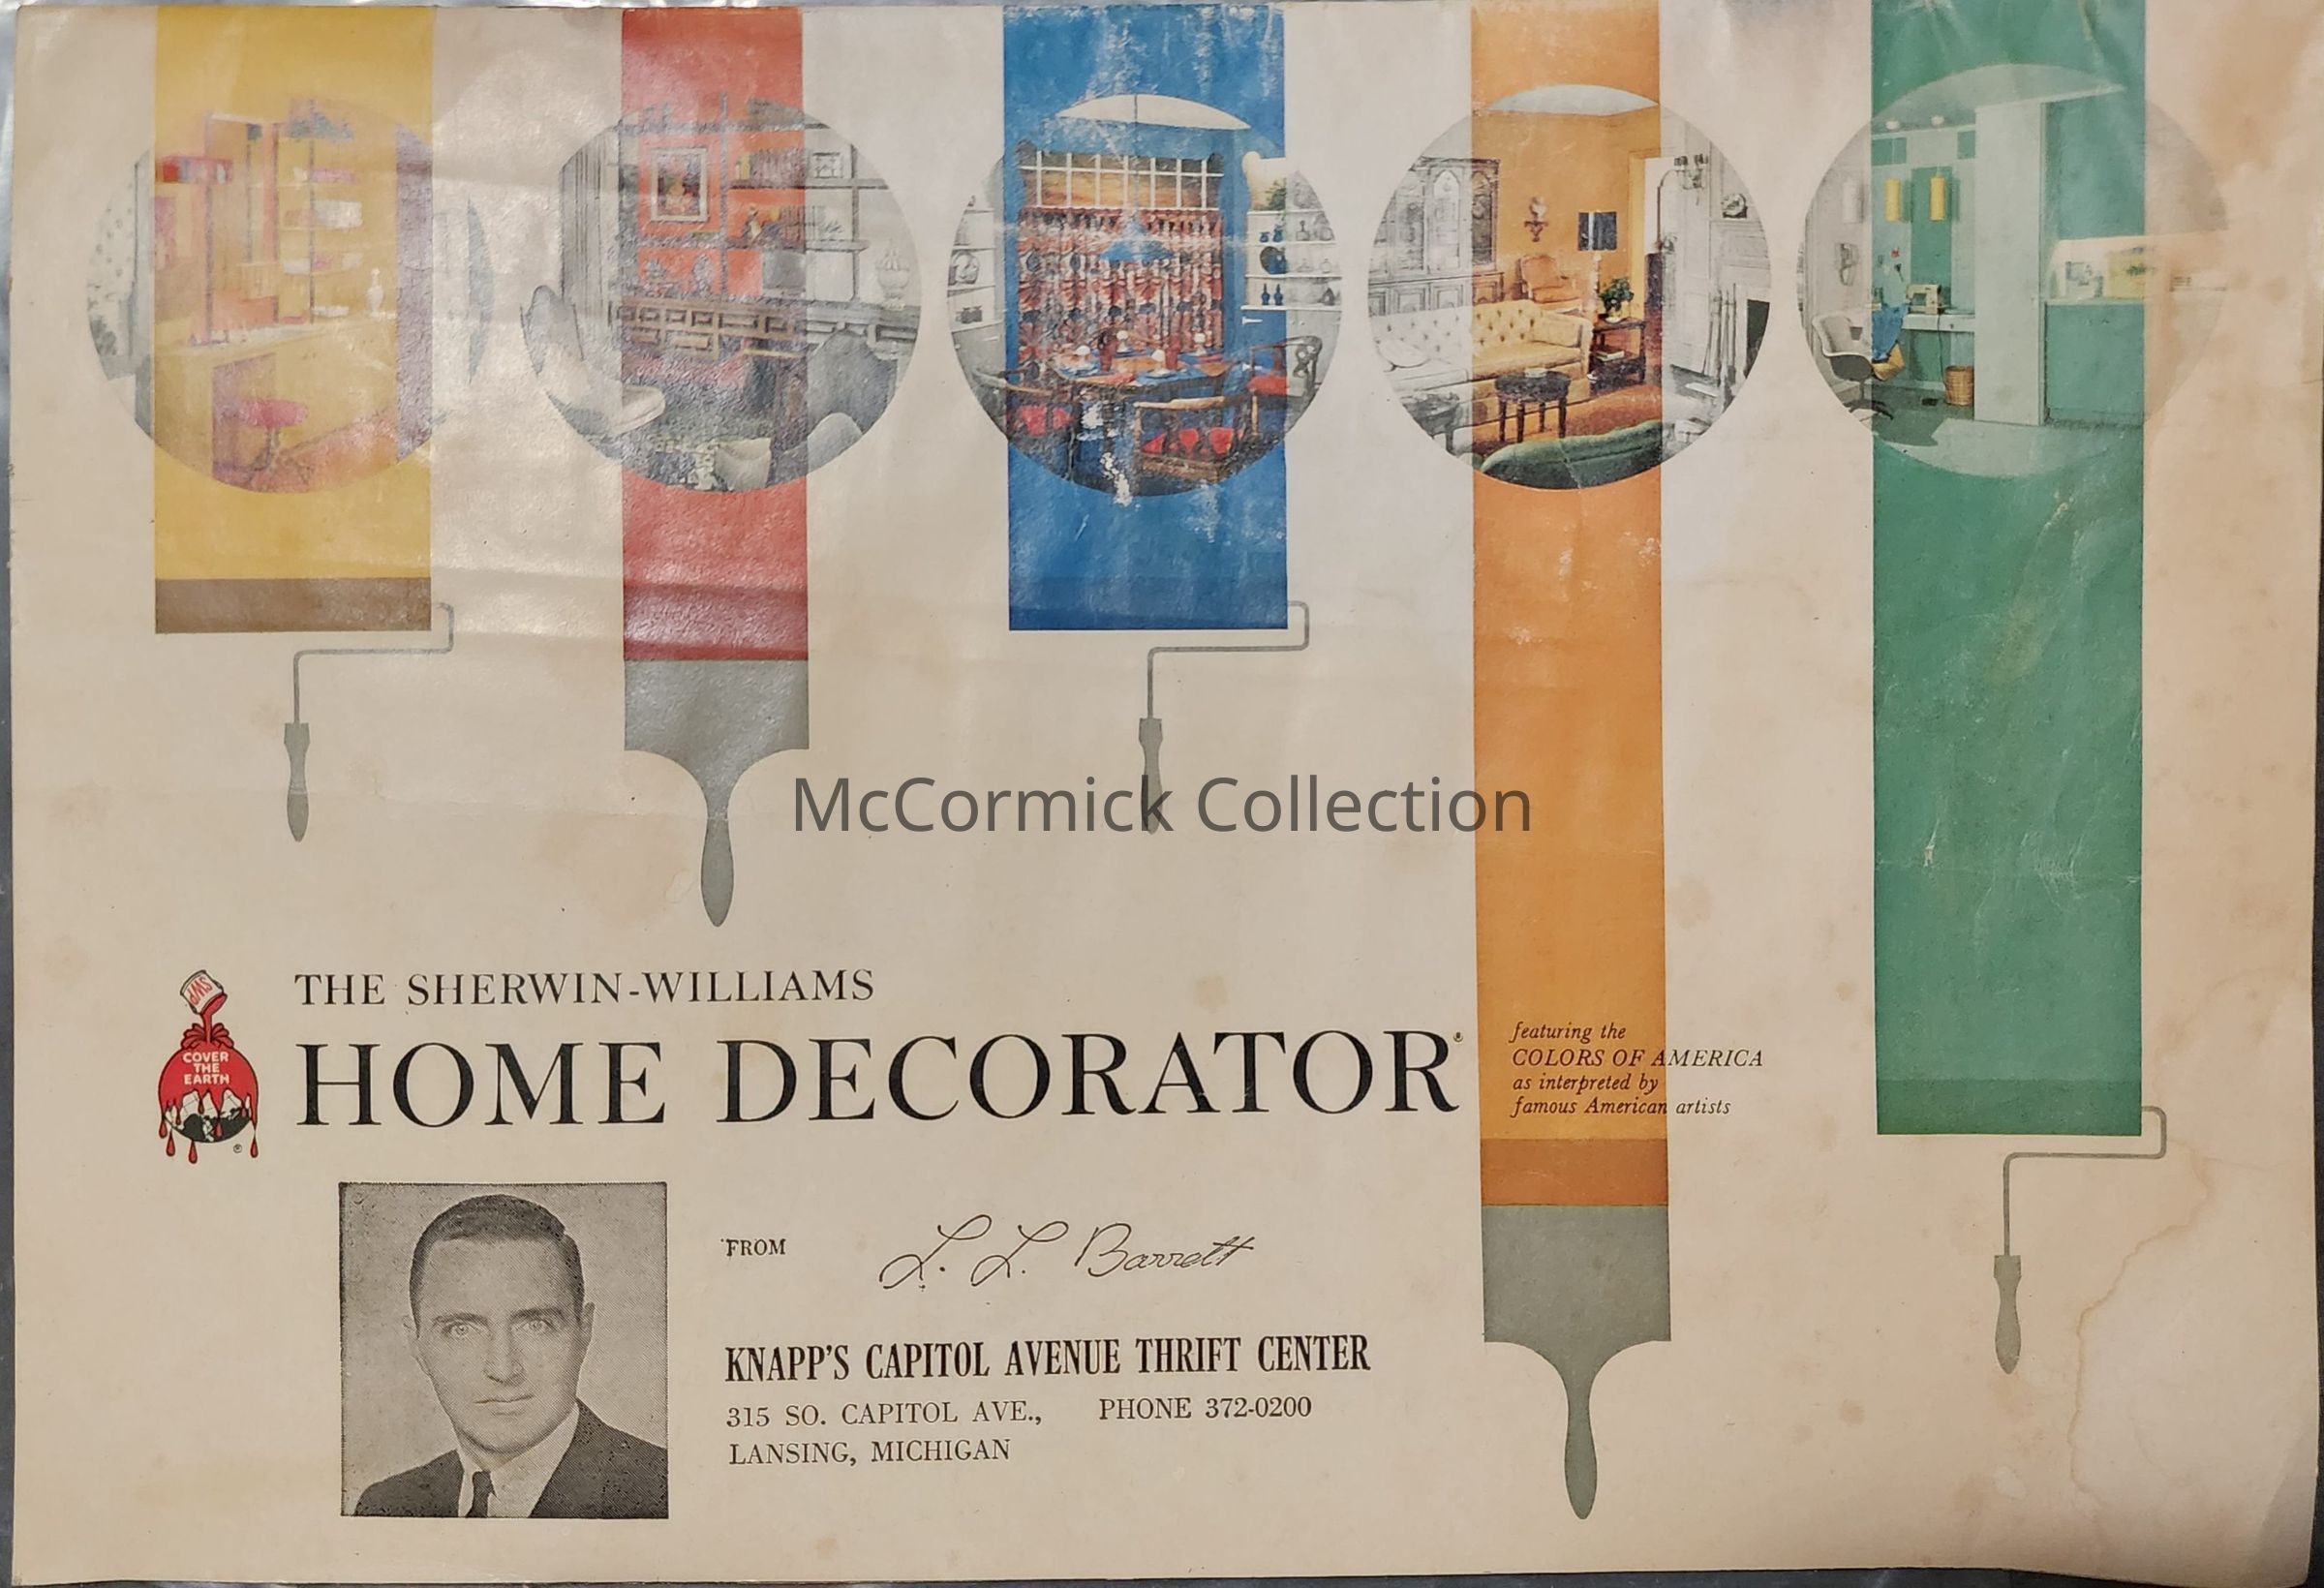 McCormick Collection
SWP
COVER
THE
EARTH
®
THE SHERWIN-WILLIAMS
HOME DECORATOR®
featuring the
COLORS OF AMERICA
as interpreted by
famous American artists
FROM L. L. Barrett
KNAPP'S CAPITOL AVENUE THRIFT CENTER
315 SO. CAPITOL AVE., PHONE 372-0200
LANSING, MICHIGAN